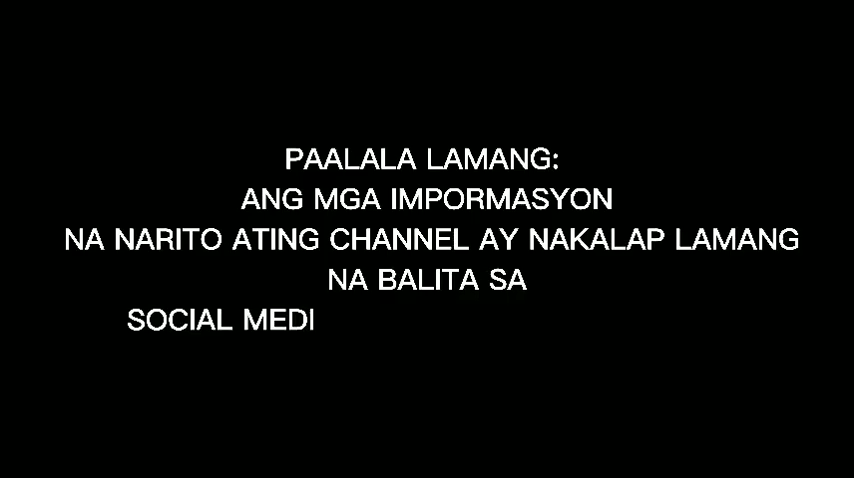 PAALALA LAMANG:
ANG MGA IMPORMASYON
NA NARITO ATING CHANNEL AY NAKALAP LAMANG
NA BALITA SA
SOCIAL MEDI